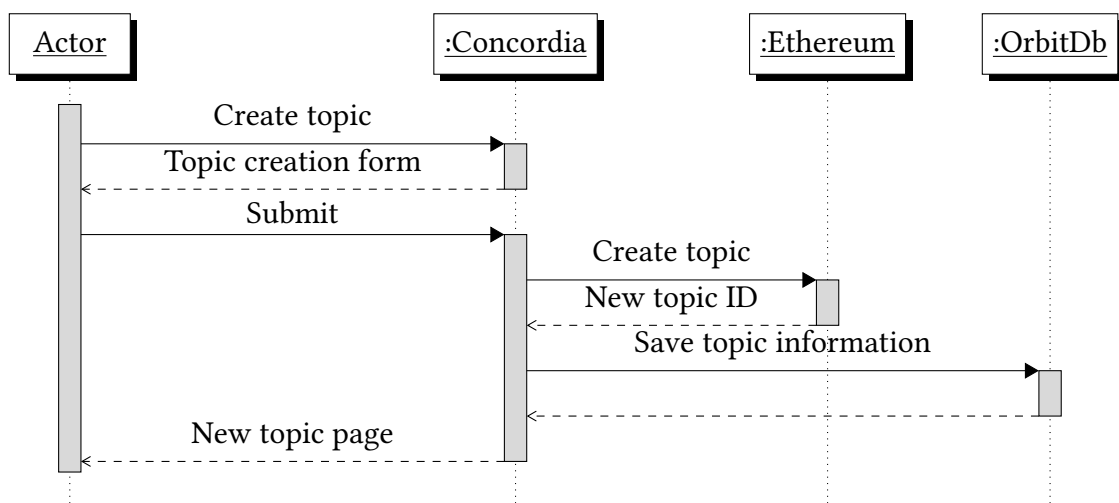 Actor
:Concordia
:Ethereum
:OrbitDb
Create topic
Topic creation form
Submit
Create topic
New topic ID
Save topic information
New topic page